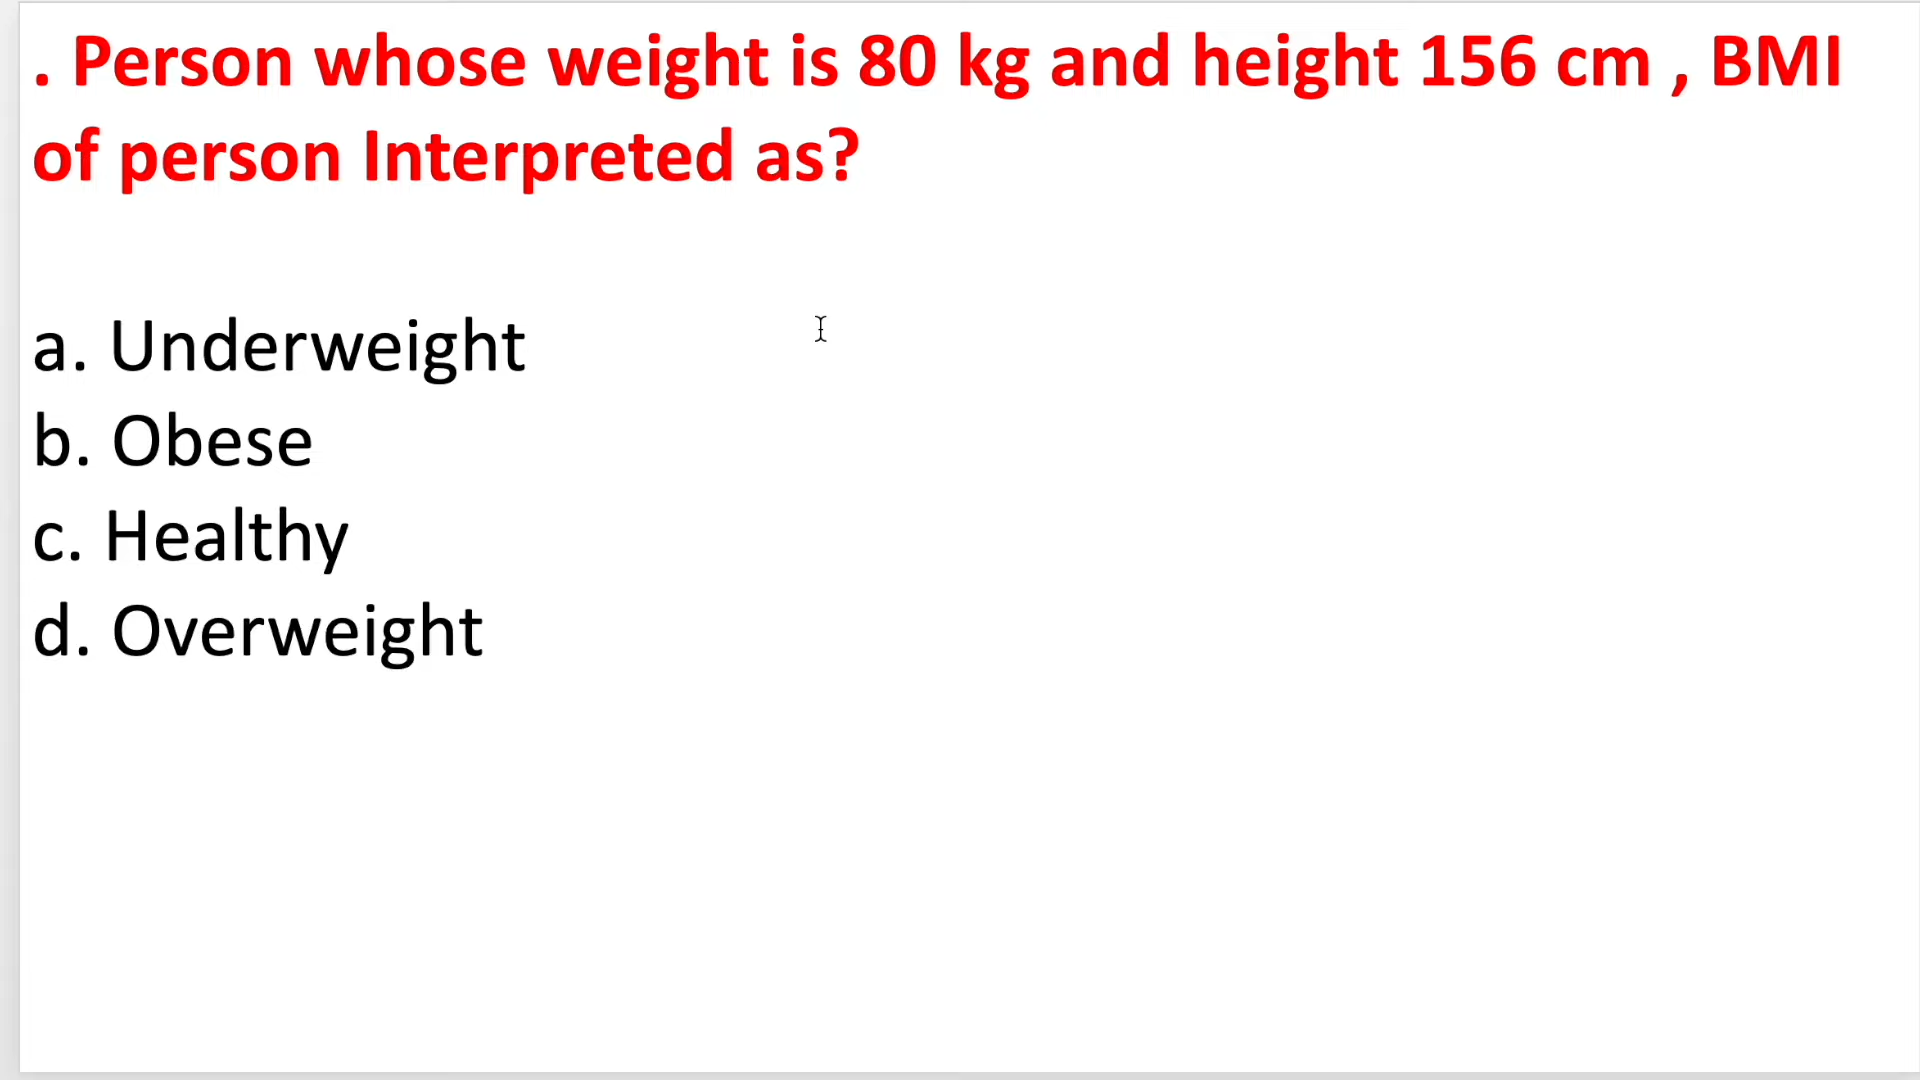 . Person whose weight is 80 kg and height 156 cm , BMI
of person Interpreted as?
a. Underweight
b. Obese
c. Healthy
d. Overweight